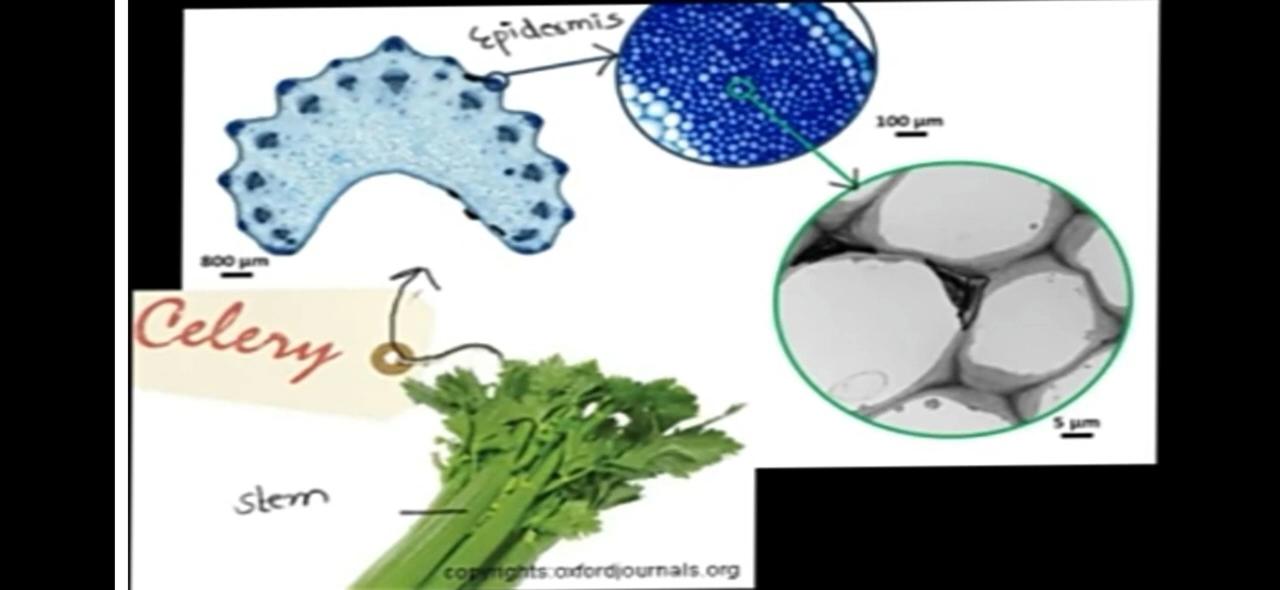 Epidermis
100 µm
800 µm
Celery
5 µm
stem
copyrights:oxfordjournals.org